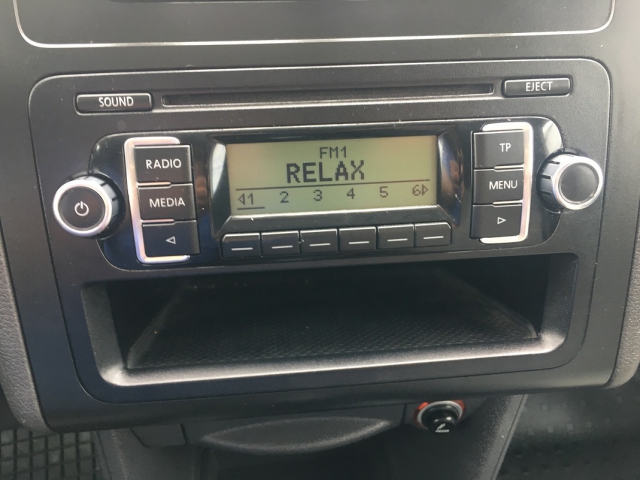 SOUND
EJECT
RADIO
MEDIA
FM1
RELAX
1 2 3 4 5 6
TP
MENU